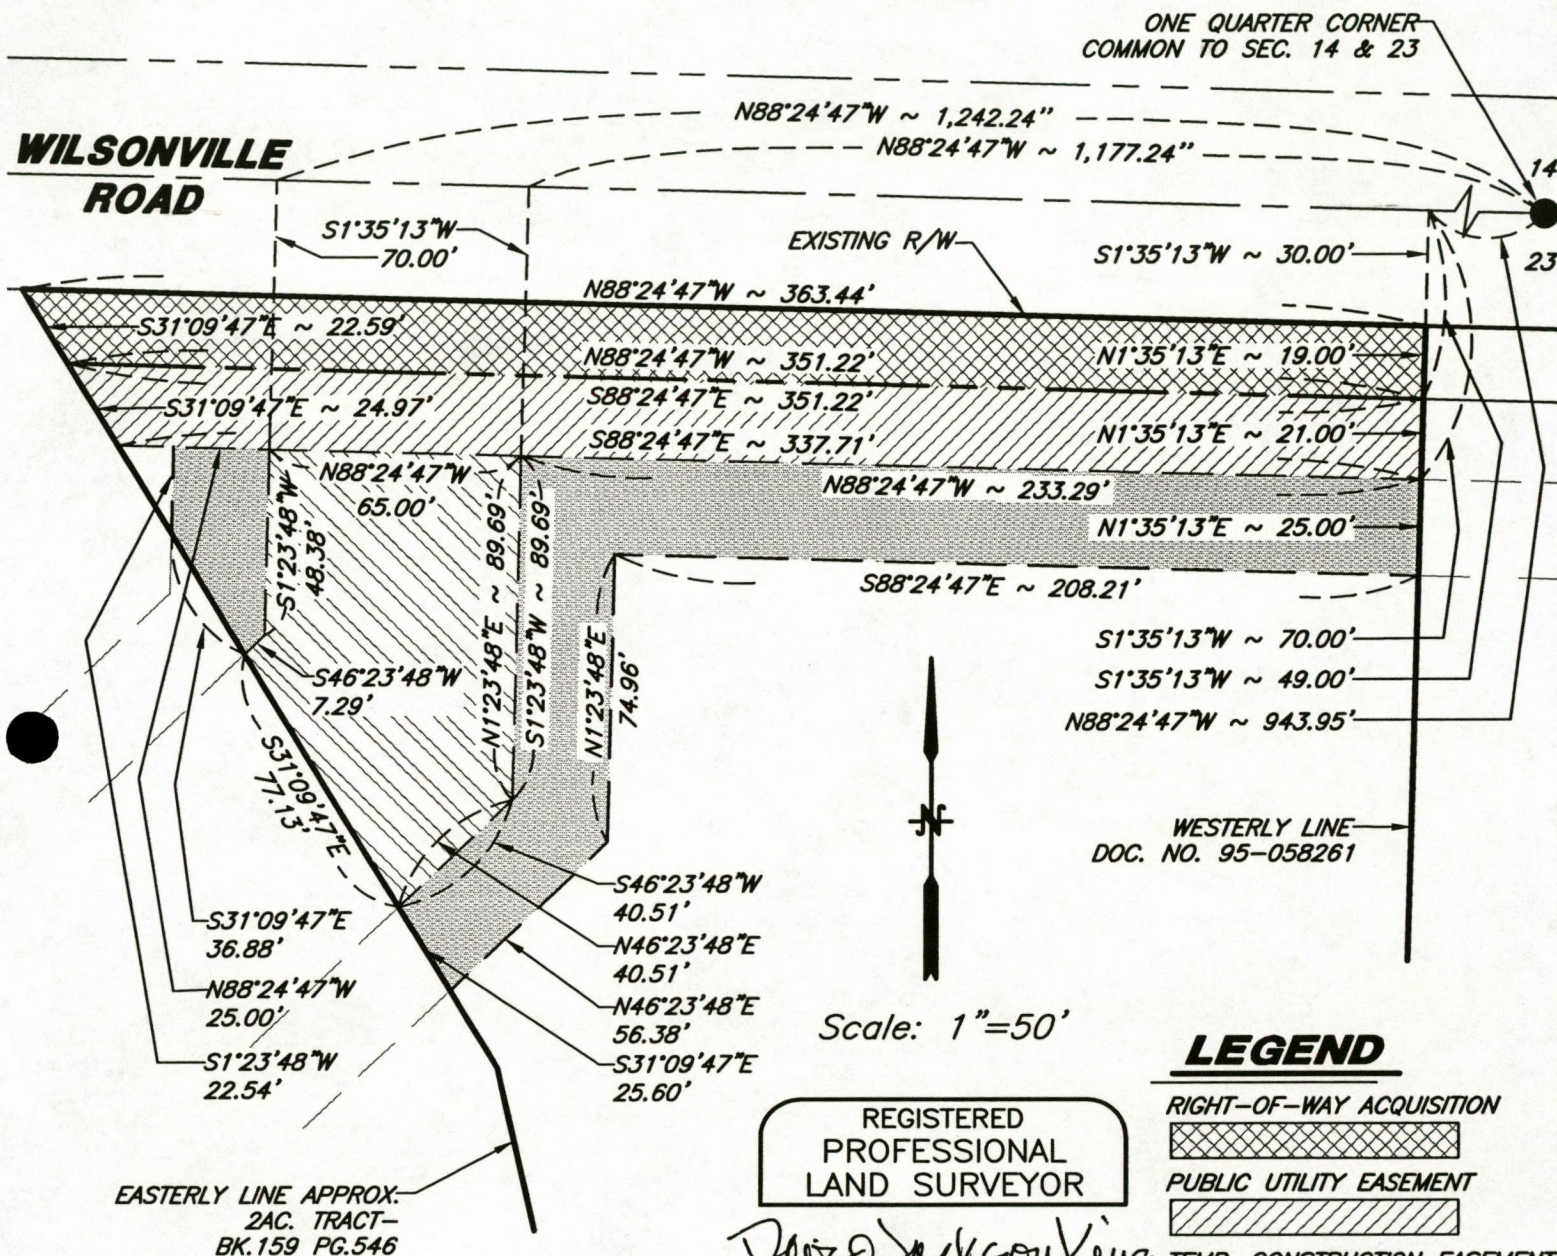 ONE QUARTER CORNER
COMMON TO SEC. 14 & 23
N88°24'47"W ~ 1,242.24"
N88°24'47"W ~ 1,177.24"
WILSONVILLE
ROAD
14
23
S1°35'13"W
70.00'
EXISTING R/W
S1°35'13"W ~ 30.00'
N88°24'47"W ~ 363.44'
S31°09'47"E ~ 22.59'
N88°24'47"W ~ 351.22'
N1°35'13"E ~ 19.00'
S31°09'47"E ~ 24.97'
S88°24'47"E ~ 351.22'
N1°35'13"E ~ 21.00'
S88°24'47"E ~ 337.71'
N88°24'47"W
65.00'
N88°24'47"W ~ 233.29'
N1°35'13"E ~ 25.00'
S1°23'48"W
48.38'
N1°23'48"E ~ 89.69'
S1°23'48"W ~ 89.69'
N1°23'48"E
74.96'
S88°24'47"E ~ 208.21'
S1°35'13"W ~ 70.00'
S1°35'13"W ~ 49.00'
N88°24'47"W ~ 943.95'
S46°23'48"W
7.29'
S31°09'47"E
77.13'
N
WESTERLY LINE
DOC. NO. 95-058261
S46°23'48"W
40.51'
N46°23'48"E
40.51'
N46°23'48"E
56.38'
S31°09'47"E
25.60'
S31°09'47"E
36.88'
N88°24'47"W
25.00'
S1°23'48"W
22.54'
Scale: 1"=50'
EASTERLY LINE APPROX.
2AC. TRACT-
BK.159 PG.546
REGISTERED
PROFESSIONAL
LAND SURVEYOR
LEGEND
RIGHT-OF-WAY ACQUISITION
PUBLIC UTILITY EASEMENT
TEMP. CONSTRUCTION EASEMENT